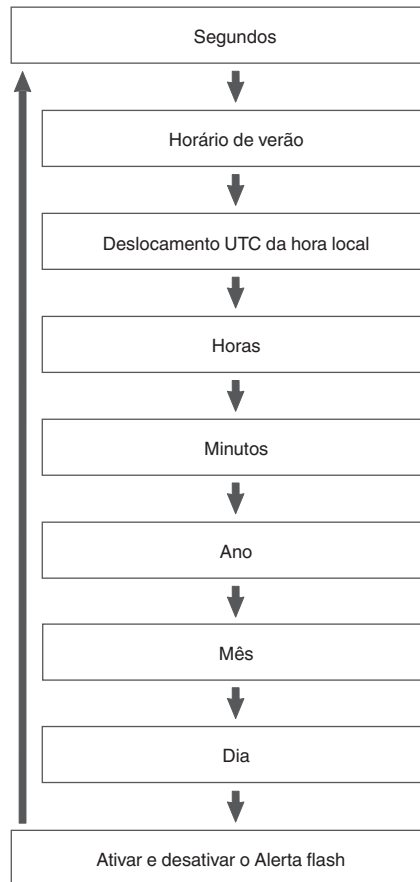 Segundos
Horário de verão
Deslocamento UTC da hora local
Horas
Minutos
Ano
Mês
Dia
Ativar e desativar o Alerta flash